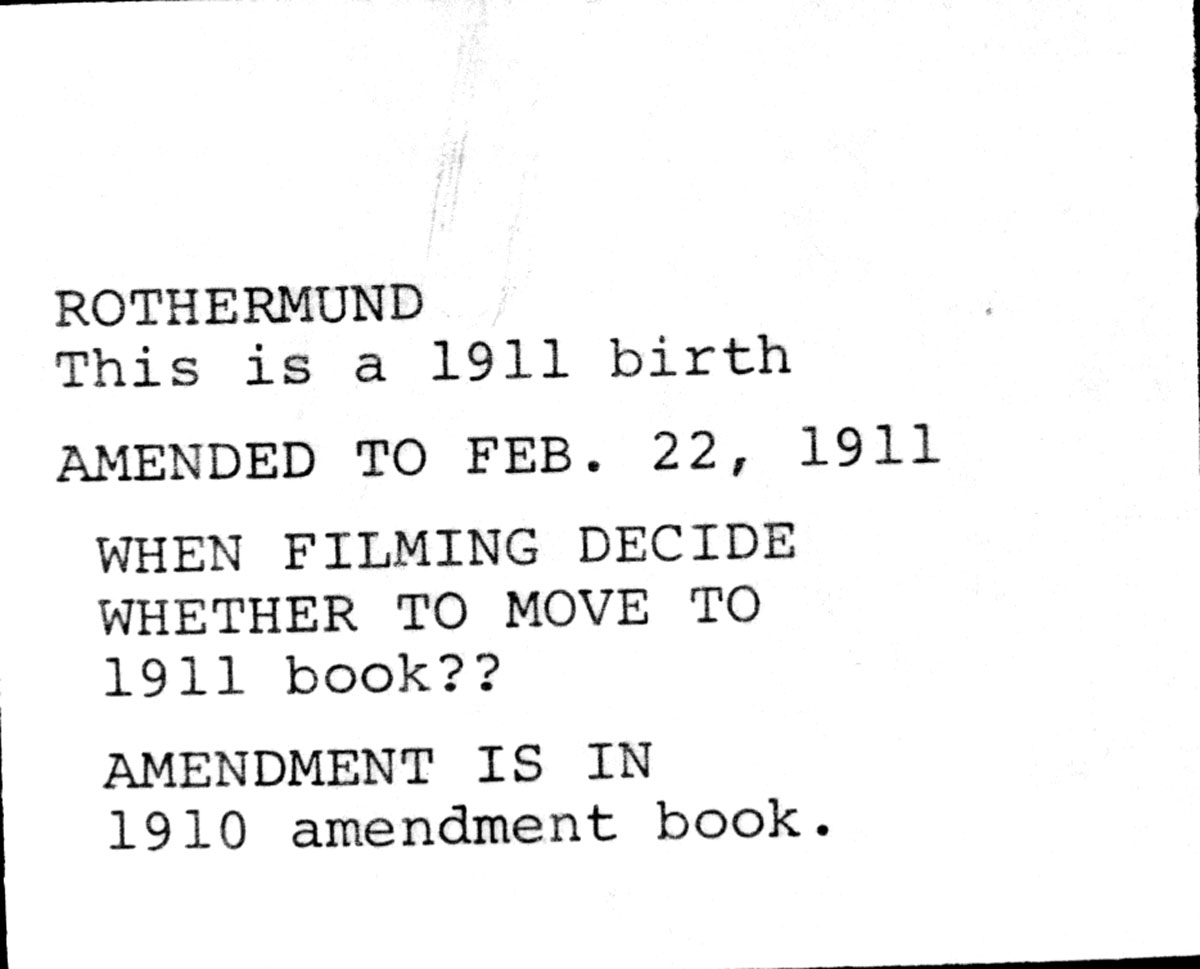 ROTHERMUND
This is a 1911 birth
AMENDED TO FEB. 22, 1911
WHEN FILMING DECIDE
WHETHER TO MOVE TO
1911 book??
AMENDMENT IS IN
1910 amendment book.